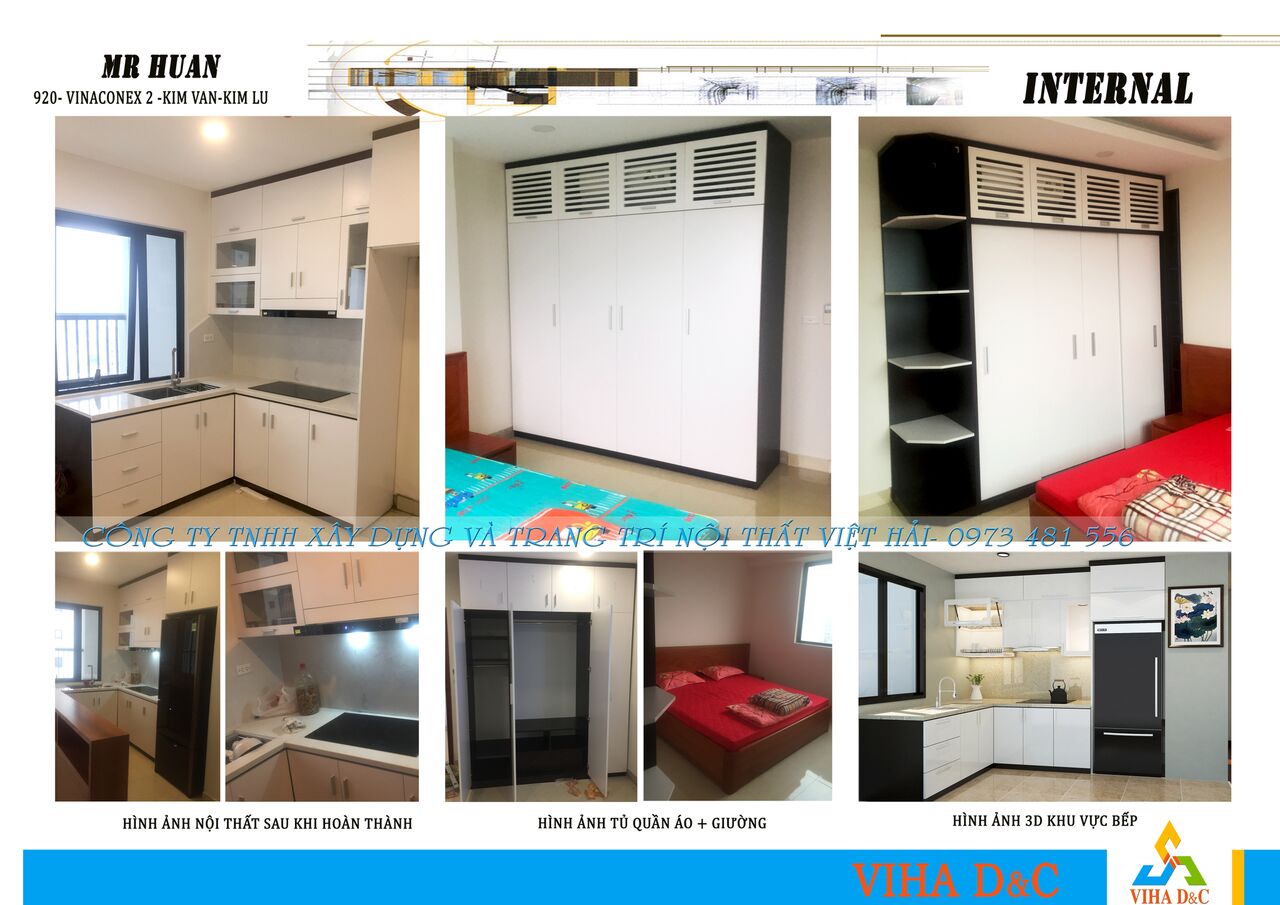 MR HUAN
920- VINACONEX 2 -KIM VAN-KIM LU
INTERNAL
CÔNG TY TNHH XÂY DỰNG VÀ TRANG TRÍ NỘI THẤT VIỆT HẢI- 0973 481 556
HÌNH ẢNH NỘI THẤT SAU KHI HOÀN THÀNH
HÌNH ẢNH TỦ QUẦN ÁO + GIƯỜNG
HÌNH ẢNH 3D KHU VỰC BẾP
VIHA D&C
VIHA D&C